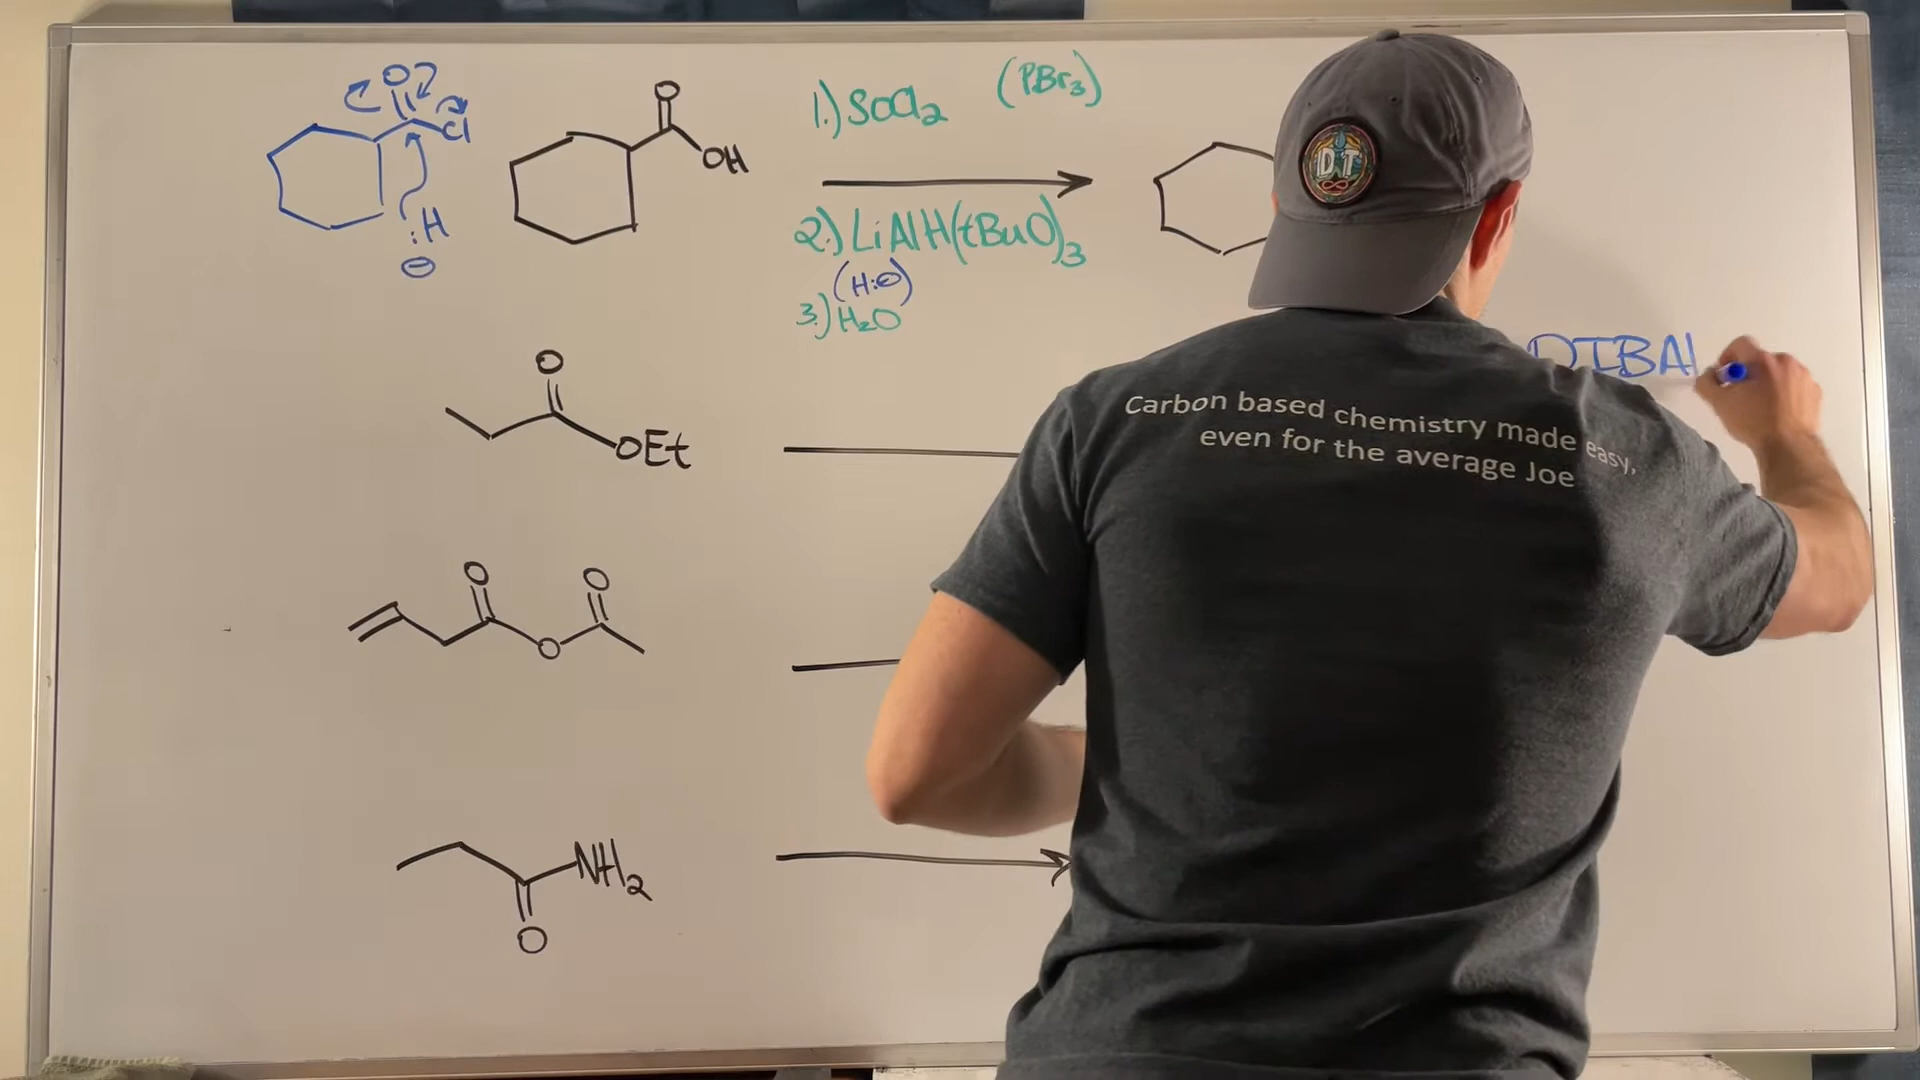 O
Cl
:H
⊖
O
OH
1.) SOCl2 (PBr3)
2.) LiAlH(tBuO)3
(H:⊖)
3.) H2O
DT
DIBAL
O
OEt
Carbon based chemistry made easy,
even for the average Joe
O
O
O
NH2
O